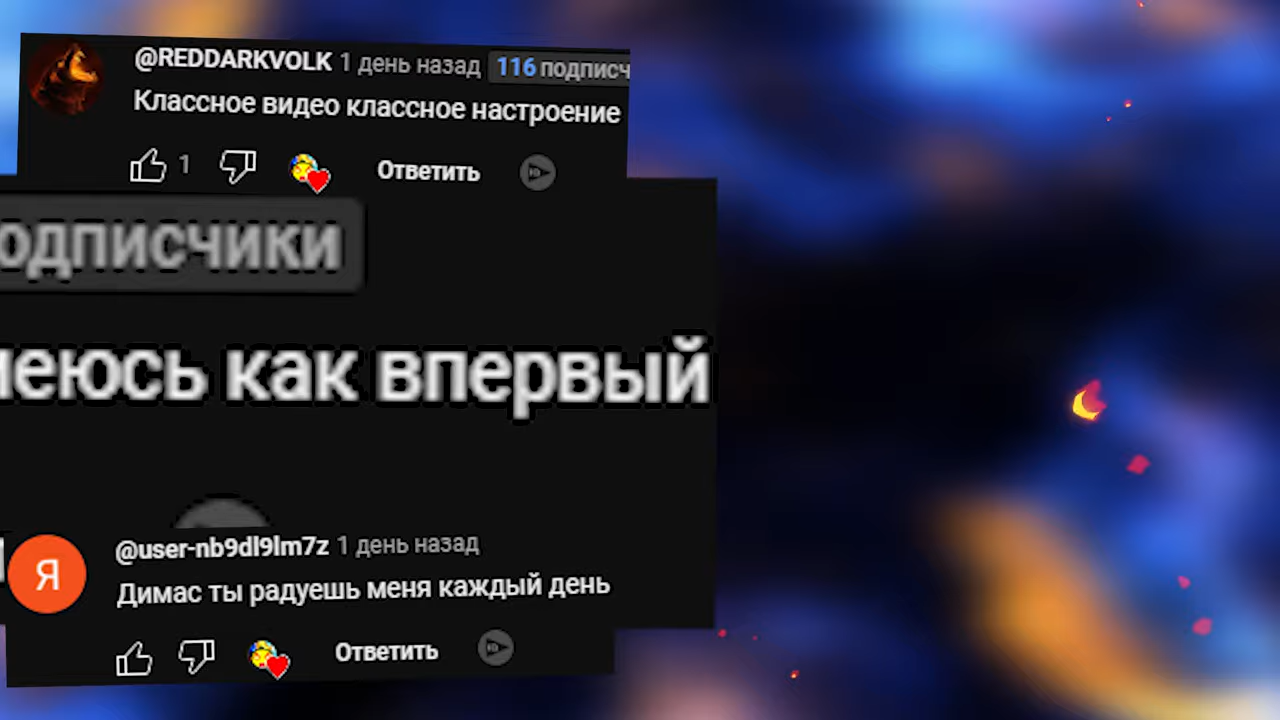 @REDDARKVOLK 1 день назад 116 подписч
Классное видео классное настроение
1 Ответить
одписчики
меюсь как впервый
Я @user-nb9dl9lm7z 1 день назад
Димас ты радуешь меня каждый день
Ответить